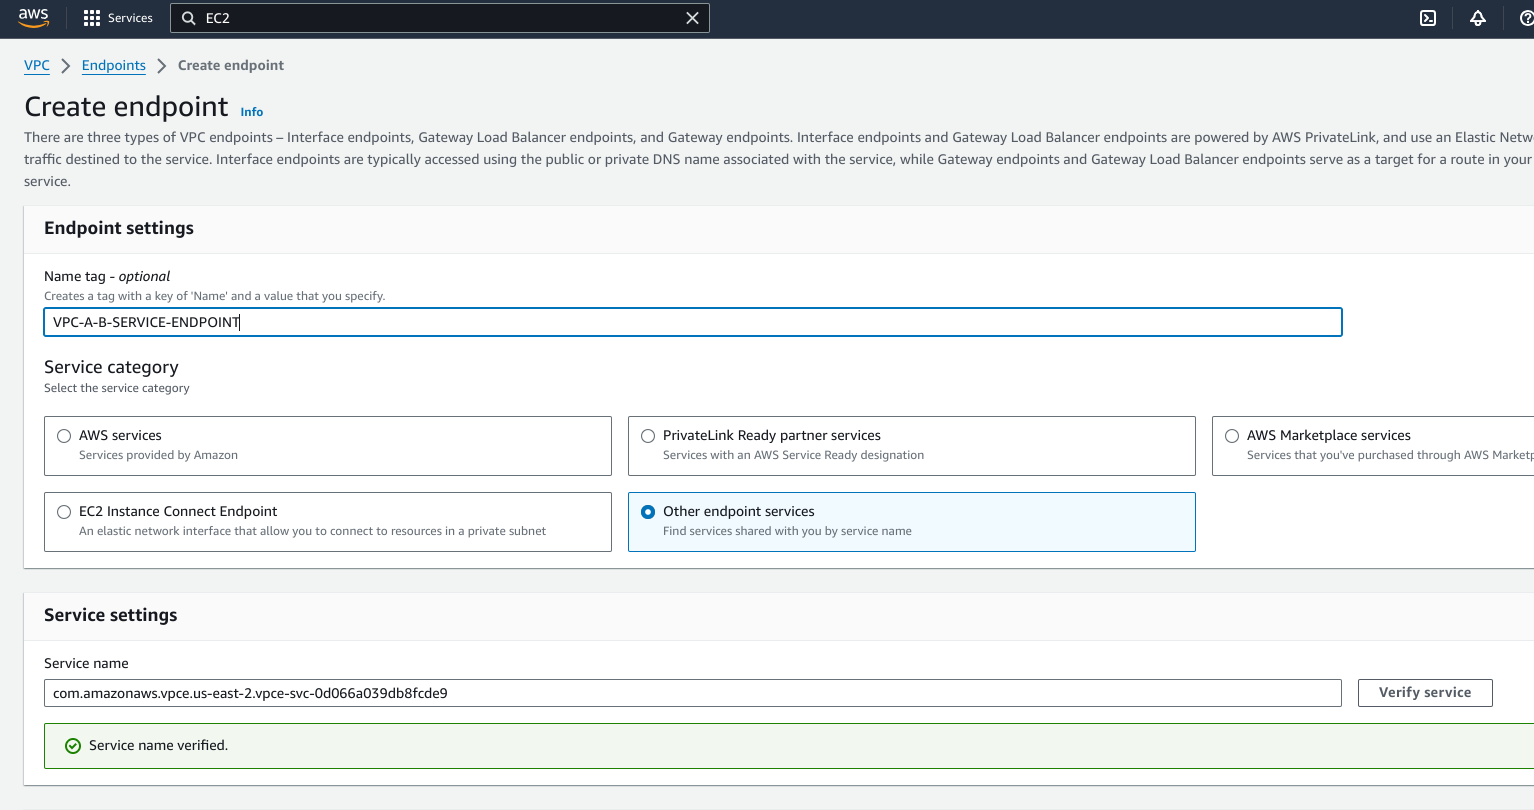 aws
Services
EC2
VPC > Endpoints > Create endpoint
Create endpoint Info
There are three types of VPC endpoints – Interface endpoints, Gateway Load Balancer endpoints, and Gateway endpoints. Interface endpoints and Gateway Load Balancer endpoints are powered by AWS PrivateLink, and use an Elastic Netw
traffic destined to the service. Interface endpoints are typically accessed using the public or private DNS name associated with the service, while Gateway endpoints and Gateway Load Balancer endpoints serve as a target for a route in your
service.
Endpoint settings
Name tag - optional
Creates a tag with a key of 'Name' and a value that you specify.
VPC-A-B-SERVICE-ENDPOINT
Service category
Select the service category
AWS services
Services provided by Amazon
PrivateLink Ready partner services
Services with an AWS Service Ready designation
AWS Marketplace services
Services that you've purchased through AWS Marketp
EC2 Instance Connect Endpoint
An elastic network interface that allow you to connect to resources in a private subnet
Other endpoint services
Find services shared with you by service name
Service settings
Service name
com.amazonaws.vpce.us-east-2.vpce-svc-0d066a039db8fcde9
Verify service
Service name verified.